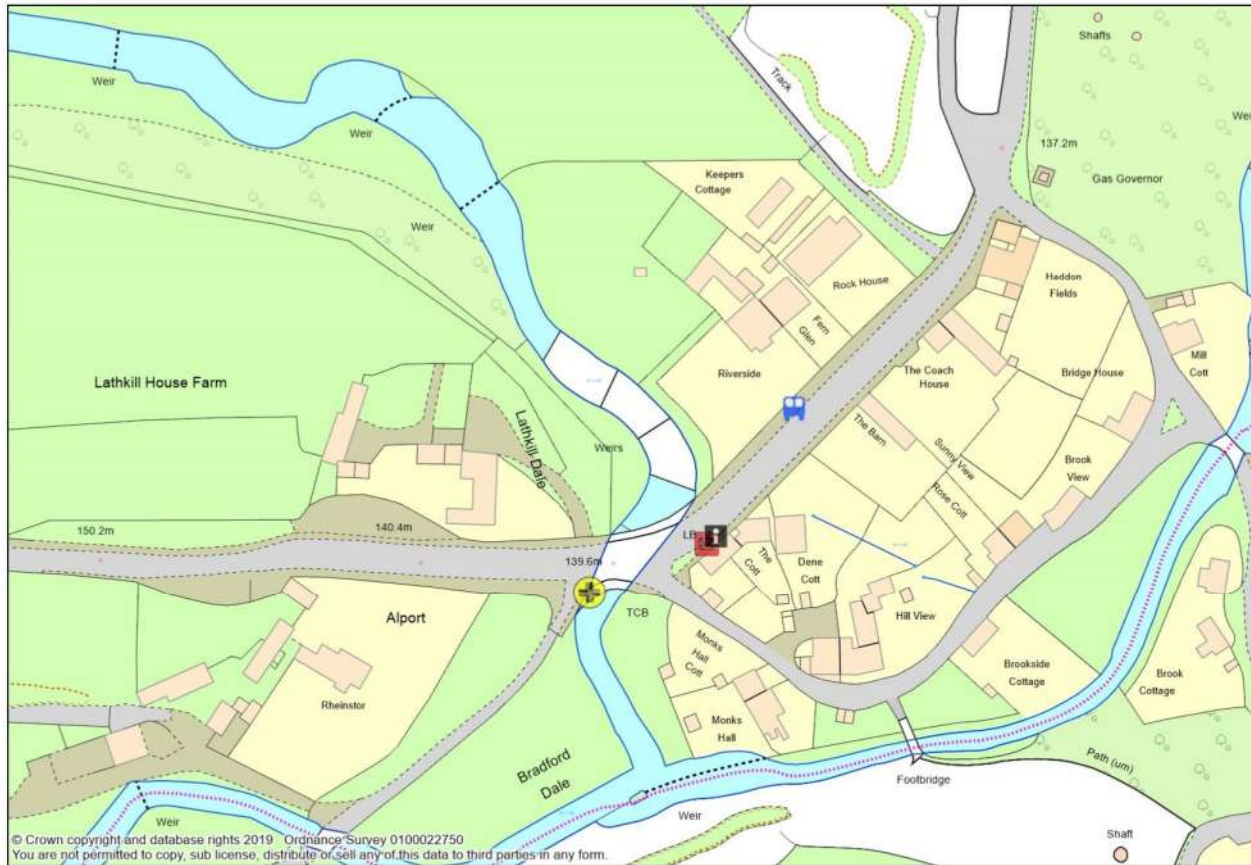 Shafts
Weir
Track
Weir
137.2m
Gas Governor
Keepers
Cottage
Weir
Rock House
Haddon
Fields
Fern
Glen
Riverside
The Coach
House
Bridge House
Mill
Cott
Lathkill House Farm
Lathkill Dale
The Barn
Sunny View
Brook
View
Weirs
Rose Cott
150.2m
140.4m
LB
139.6m
The
Cott
Dene
Cott
Alport
TCB
Hill View
Monks
Hall
Cott
Brookside
Cottage
Brook
Cottage
Rheinstor
Monks
Hall
Bradford
Dale
Path (um)
Footbridge
Weir
Weir
Shaft
© Crown copyright and database rights 2019 Ordnance Survey 0100022750
You are not permitted to copy, sub license, distribute or sell any of this data to third parties in any form.